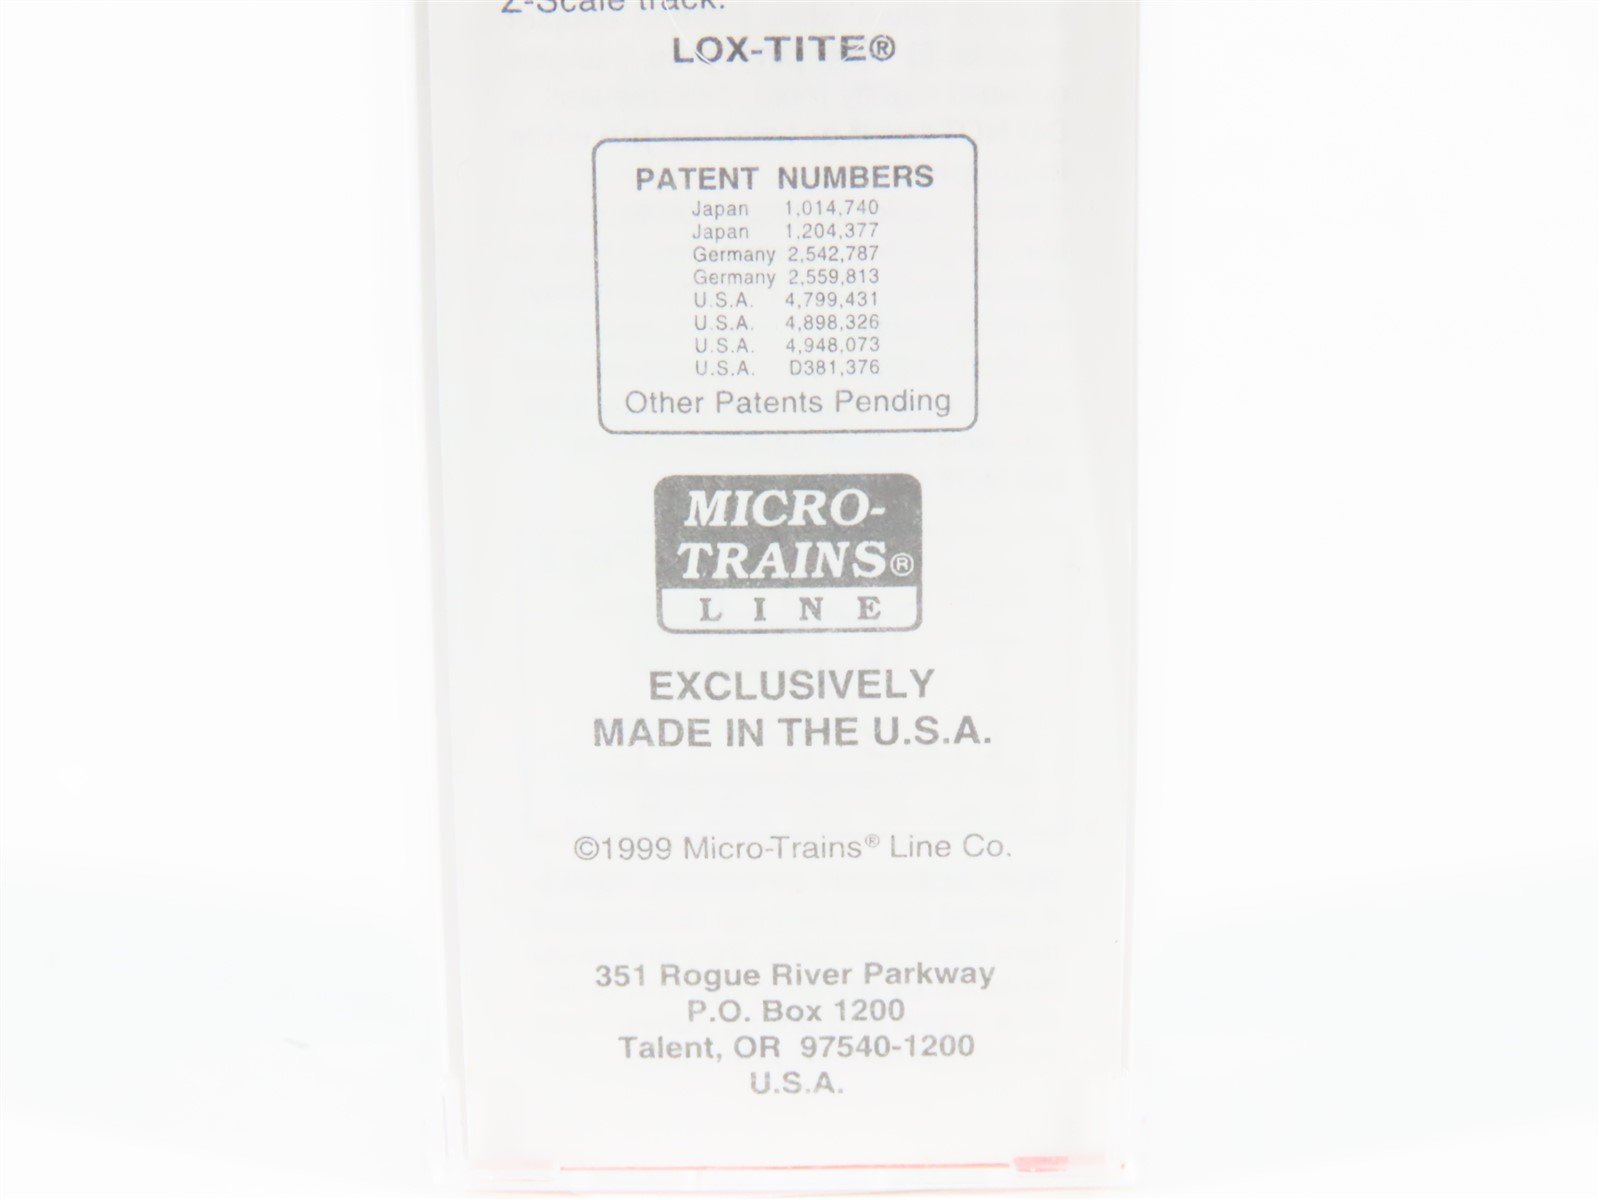 Z-Scale track.
LOX-TITE®
PATENT NUMBERS
Japan 1,014,740
Japan 1,204,377
Germany 2,542,787
Germany 2,559,813
U.S.A. 4,799,431
U.S.A. 4,898,326
U.S.A. 4,948,073
U.S.A. D381,376
Other Patents Pending
MICRO-
TRAINS®
LINE
EXCLUSIVELY
MADE IN THE U.S.A.
©1999 Micro-Trains® Line Co.
351 Rogue River Parkway
P.O. Box 1200
Talent, OR 97540-1200
U.S.A.